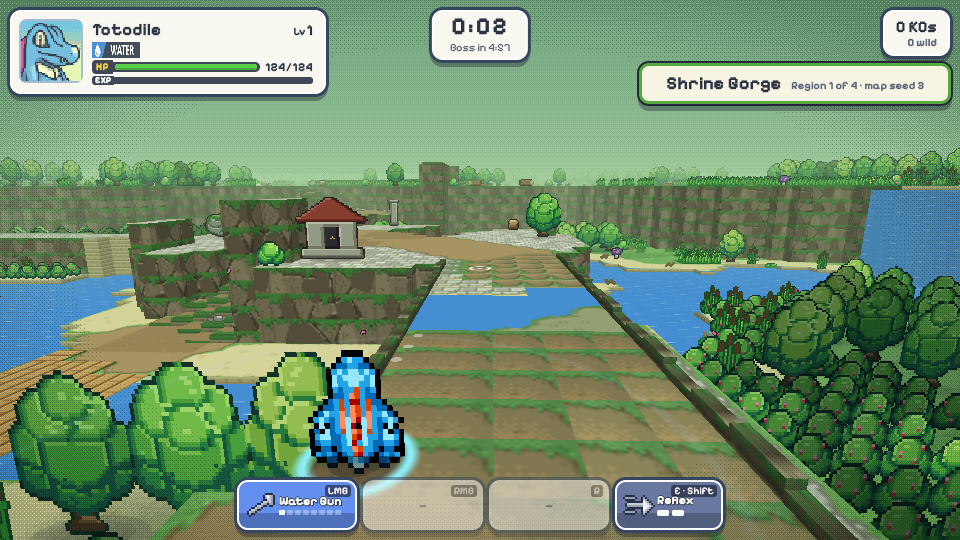 Totodile Lv1
WATER
HP 184/184
EXP
0:02
Boss in 4:57
0 KOs
0 wild
Shrine Gorge Region 1 of 4 · map seed 3
LMB
Water Gun
RMB
-
R
-
E · Shift
Reflex